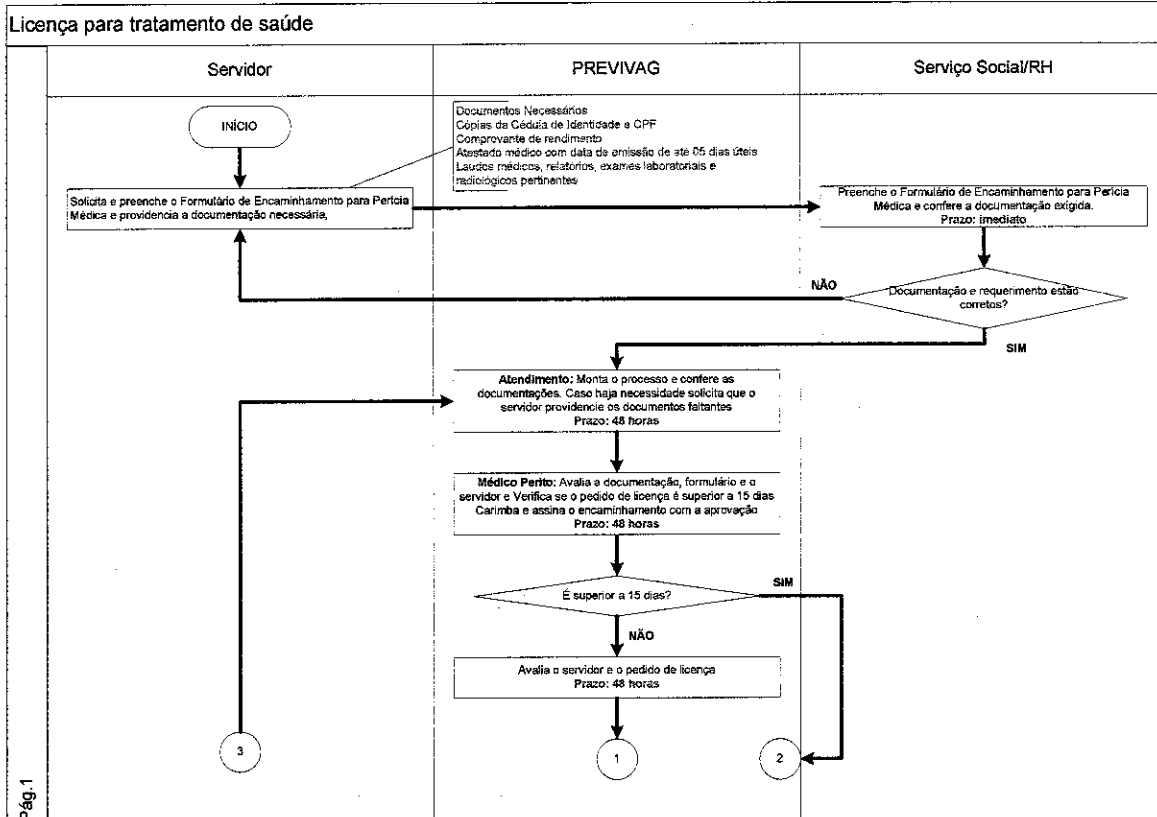 Licença para tratamento de saúde
Servidor
PREVIVAG
Serviço Social/RH
INÍCIO
Documentos Necessários
Cópias da Cédula de Identidade e CPF
Comprovante de rendimento
Atestado médico com data de emissão de até 05 dias úteis
Laudos médicos, relatórios, exames laboratoriais e
radiológicos pertinentes
Solicita e preenche o Formulário de Encaminhamento para Perícia
Médica e providencia a documentação necessária,
Preenche o Formulário de Encaminhamento para Perícia
Médica e confere a documentação exigida.
Prazo: imediato
NÃO
Documentação e requerimento estão
corretos?
SIM
Atendimento: Monta o processo e confere as
documentações. Caso haja necessidade solicita que o
servidor providencie os documentos faltantes
Prazo: 48 horas
Médico Perito: Avalia a documentação, formulário e o
servidor e Verifica se o pedido de licença é superior a 15 dias
Carimba e assina o encaminhamento com a aprovação
Prazo: 48 horas
É superior a 15 dias?
SIM
NÃO
Avalia o servidor e o pedido de licença
Prazo: 48 horas
3
1
2
Pág.1